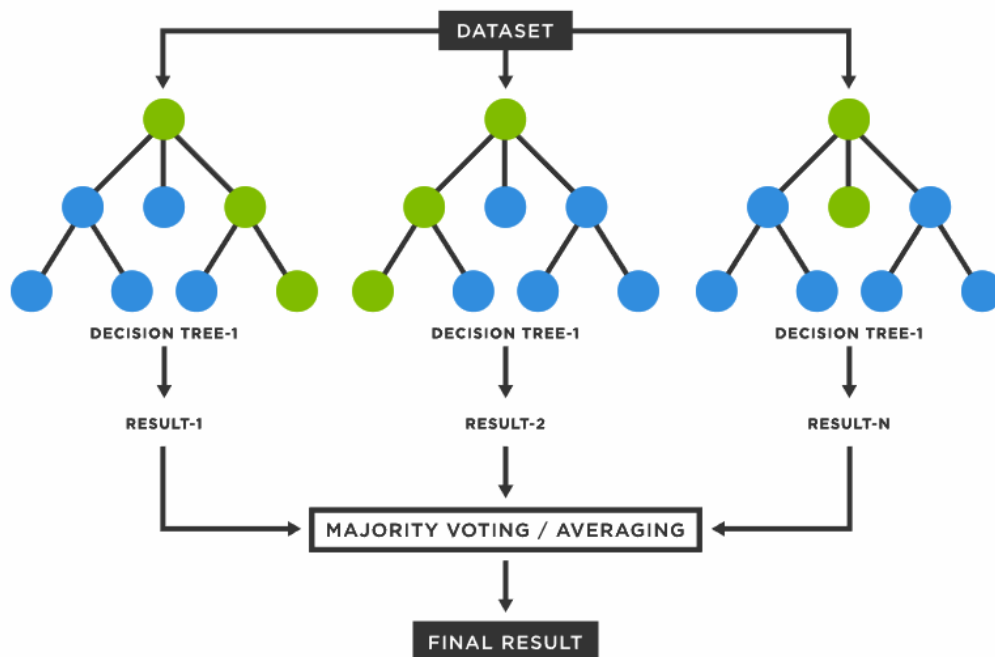 DATASET
DECISION TREE-1
DECISION TREE-1
DECISION TREE-1
RESULT-1
RESULT-2
RESULT-N
MAJORITY VOTING / AVERAGING
FINAL RESULT